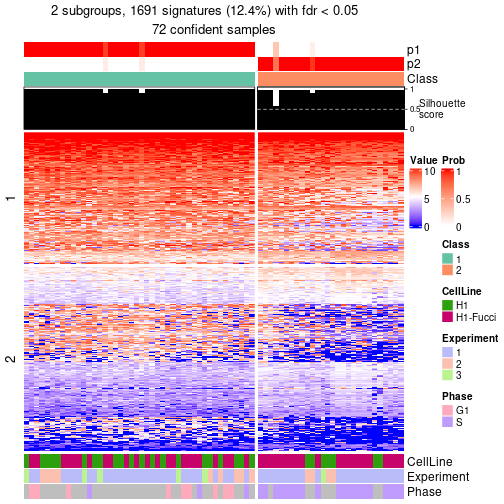 2 subgroups, 1691 signatures (12.4%) with fdr < 0.05
72 confident samples
p1
p2
Class
1
0.5
0
Silhouette
score
1
2
Value
10
5
0
Prob
1
0.5
0
Class
1
2
CellLine
H1
H1-Fucci
Experiment
1
2
3
Phase
G1
S
CellLine
Experiment
Phase